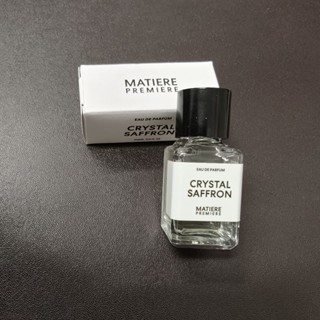 MATIERE
PREMIERE
EAU DE PARFUM
CRYSTAL
SAFFRON
EAU DE PARFUM
CRYSTAL
SAFFRON
MATIERE
PREMIERE